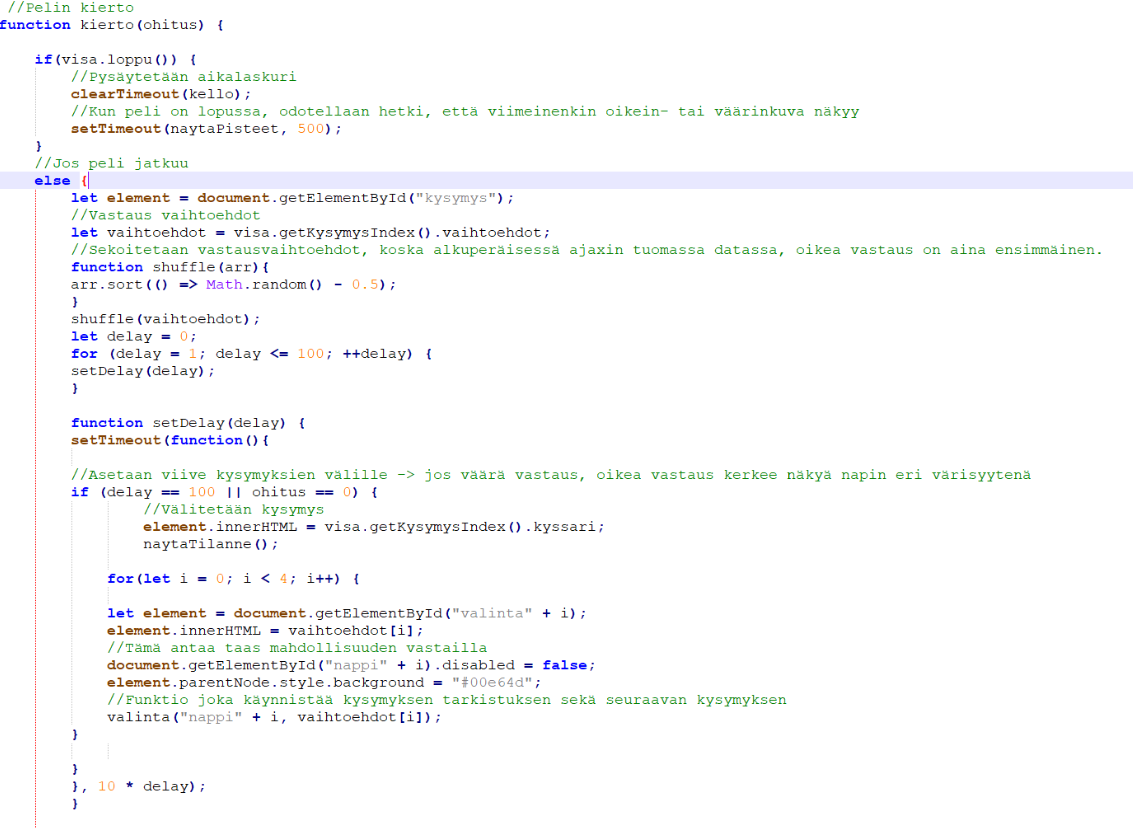 //Pelin kierto
function kierto(ohitus) {
if(visa.loppu()) {
//Pysäytetään aikalaskuri
clearTimeout(kello);
//Kun peli on lopussa, odotellaan hetki, että viimeinenkin oikein- tai väärinkuva näkyy
setTimeout(naytaPisteet, 500);
}
//Jos peli jatkuu
else {
let element = document.getElementById("kysymys");
//Vastaus vaihtoehdot
let vaihtoehdot = visa.getKysymysIndex().vaihtoehdot;
//Sekoitetaan vastausvaihtoehdot, koska alkuperäisessä ajaxin tuomassa datassa, oikea vastaus on aina ensimmäinen.
function shuffle(arr){
arr.sort(() => Math.random() - 0.5);
}
shuffle(vaihtoehdot);
let delay = 0;
for (delay = 1; delay <= 100; ++delay) {
setDelay(delay);
}
function setDelay(delay) {
setTimeout(function(){
//Asetaan viive kysymyksien välille -> jos väärä vastaus, oikea vastaus kerkee näkyä napin eri värisyytenä
if (delay == 100 || ohitus == 0) {
//Välitetään kysymys
element.innerHTML = visa.getKysymysIndex().kyssari;
naytaTilanne();
for(let i = 0; i < 4; i++) {
let element = document.getElementById("valinta" + i);
element.innerHTML = vaihtoehdot[i];
//Tämä antaa taas mahdollisuuden vastailla
document.getElementById("nappi" + i).disabled = false;
element.parentNode.style.background = "#00e64d";
//Funktio joka käynnistää kysymyksen tarkistuksen sekä seuraavan kysymyksen
valinta("nappi" + i, vaihtoehdot[i]);
}
}
}, 10 * delay);
}